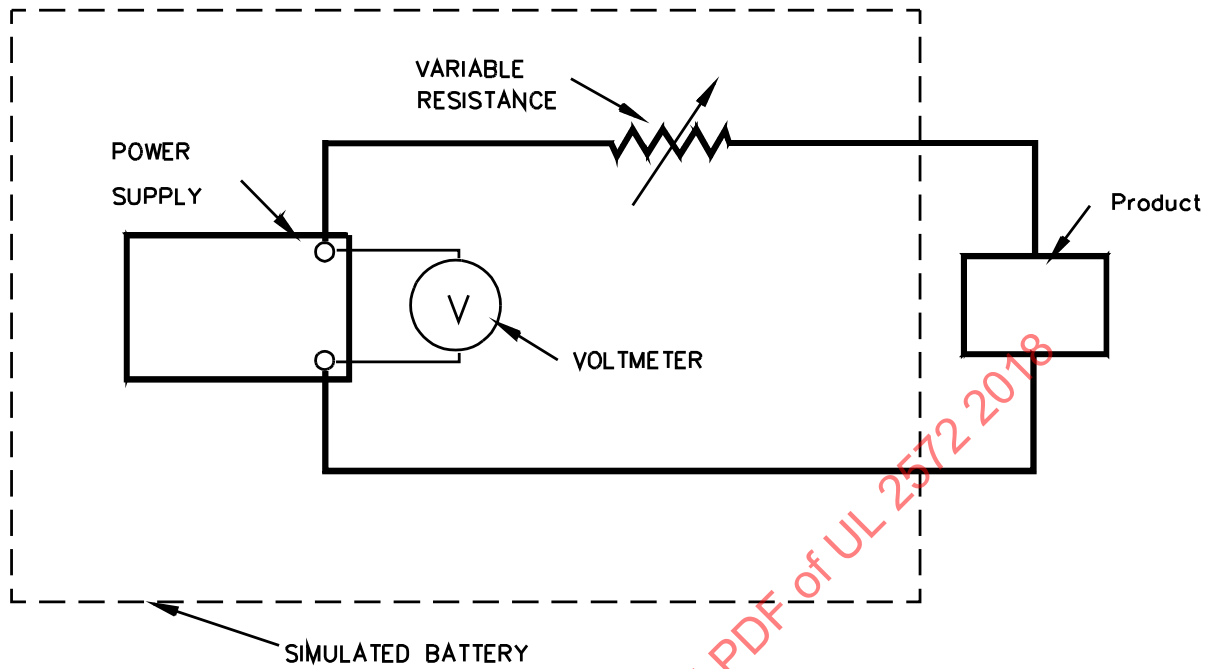 VARIABLE
RESISTANCE
POWER
SUPPLY
Product
V
VOLTMETER
SIMULATED BATTERY
PDF of UL 2572 2018